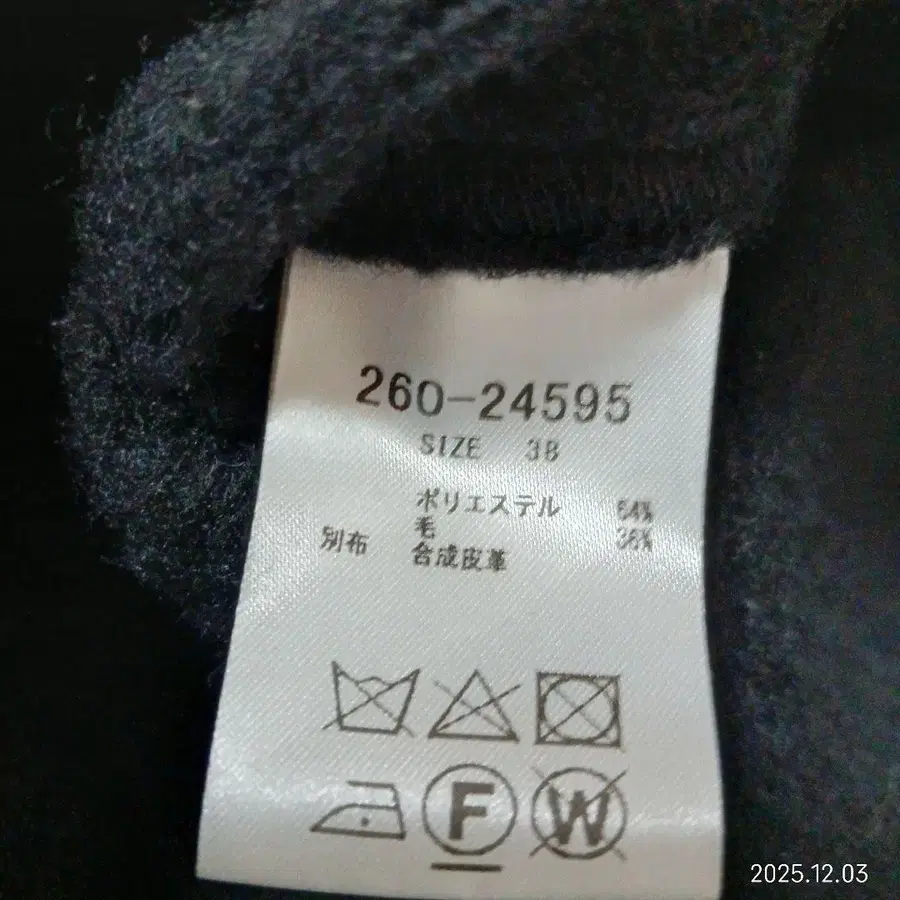 260-24595
SIZE 38
ポリエステル 64%
毛 36%
別布 合成皮革
F W
2025.12.03